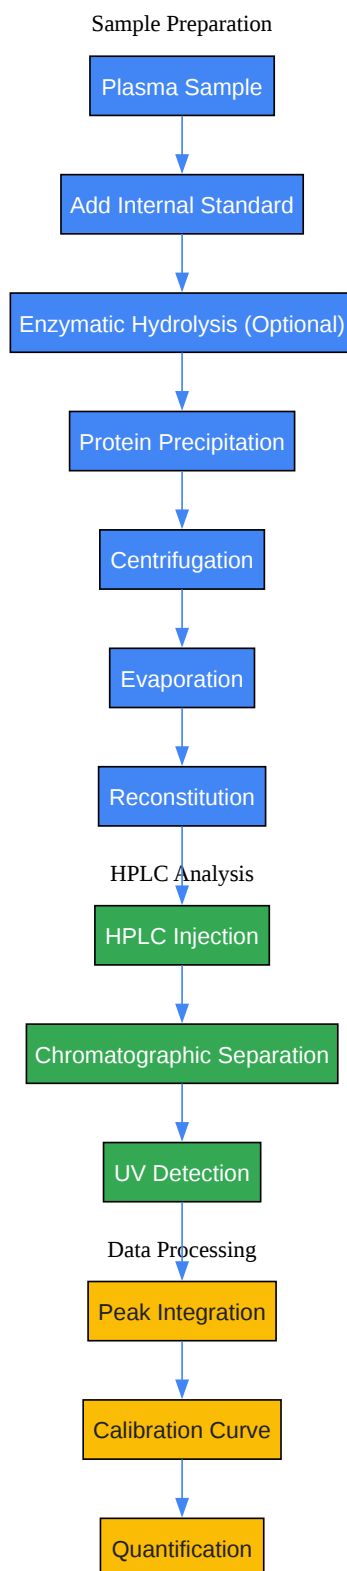 Sample Preparation
Plasma Sample
Add Internal Standard
Enzymatic Hydrolysis (Optional)
Protein Precipitation
Centrifugation
Evaporation
Reconstitution
HPLC Analysis
HPLC Injection
Chromatographic Separation
UV Detection
Data Processing
Peak Integration
Calibration Curve
Quantification